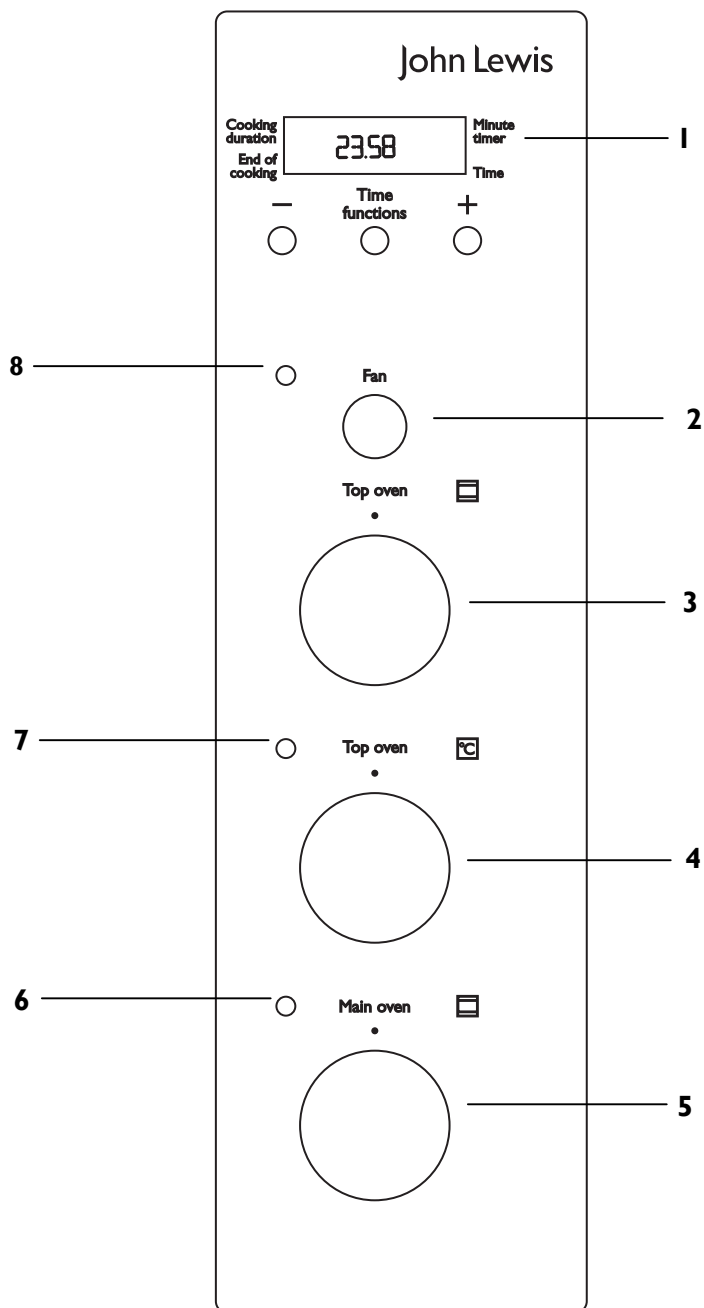 John Lewis
Cooking
duration
Minute
timer
23.58
End of
cooking
Time
−
Time
functions
+
1
8
Fan
2
Top oven
3
7
Top oven
°C
4
6
Main oven
5